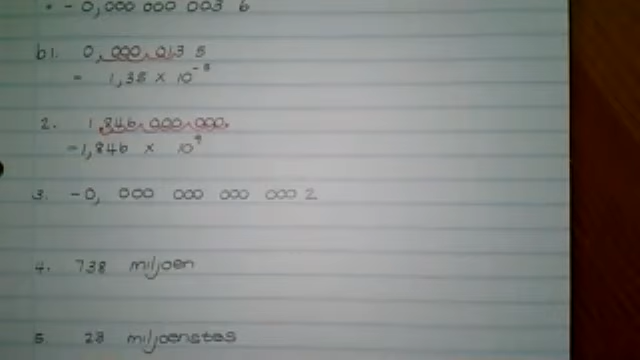 - 0,000 000 003 6
b1. 0,000 013 5
= 1,35 × 10⁻⁵
2. 1 846 000 000
= 1,846 × 10⁹
3. -0, 000 000 000 000 2
4. 738 miljoen
5. 23 miljoenstes